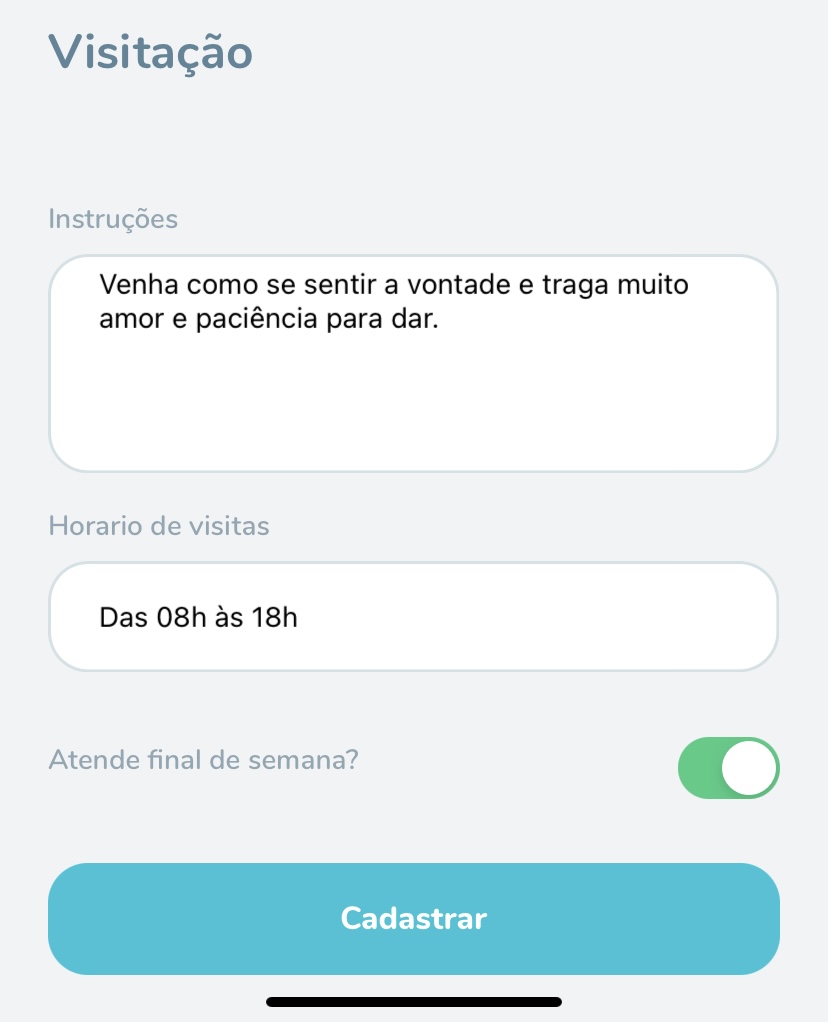 Visitação
Instruções
Venha como se sentir a vontade e traga muito
amor e paciência para dar.
Horario de visitas
Das 08h às 18h
Atende final de semana?
Cadastrar